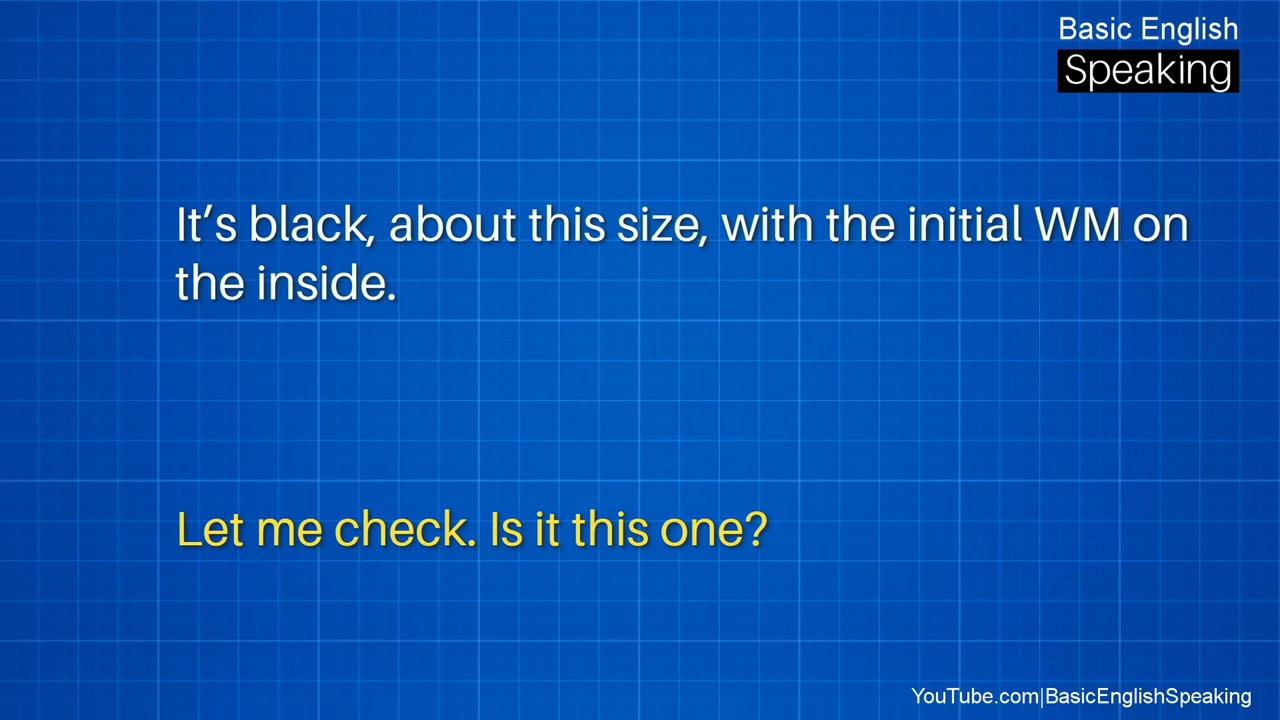 Basic English
Speaking
It’s black, about this size, with the initial WM on
the inside.
Let me check. Is it this one?
YouTube.com|BasicEnglishSpeaking